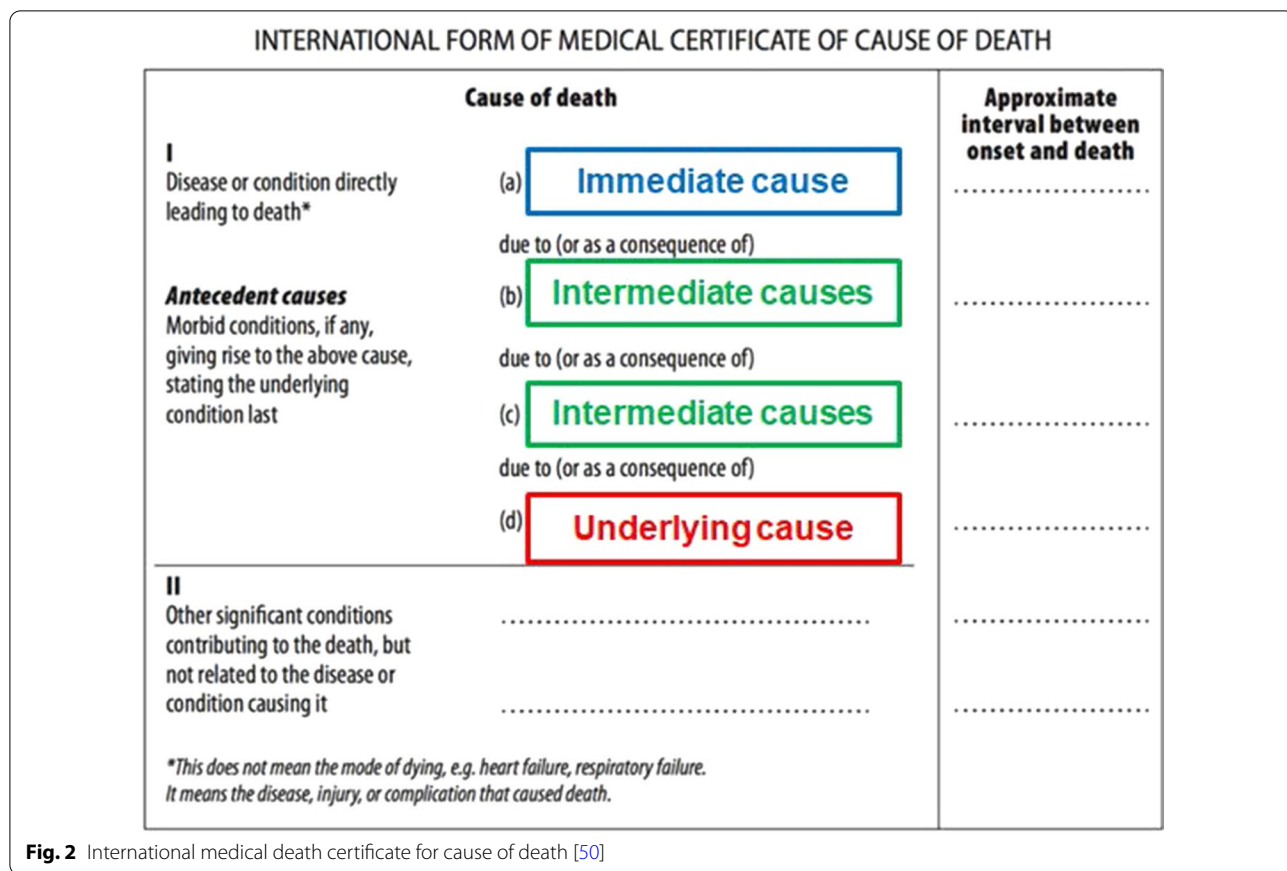 INTERNATIONAL FORM OF MEDICAL CERTIFICATE OF CAUSE OF DEATH
Cause of death
Approximate
interval between
onset and death
I
Disease or condition directly
leading to death*
(a) Immediate cause ........................
due to (or as a consequence of)
Antecedent causes
Morbid conditions, if any,
giving rise to the above cause,
stating the underlying
condition last
(b) Intermediate causes ........................
due to (or as a consequence of)
(c) Intermediate causes ........................
due to (or as a consequence of)
(d) Underlying cause ........................
II
Other significant conditions
contributing to the death, but
not related to the disease or
condition causing it
............................................. ........................
............................................. ........................
*This does not mean the mode of dying, e.g. heart failure, respiratory failure.
It means the disease, injury, or complication that caused death.
Fig. 2 International medical death certificate for cause of death [50]